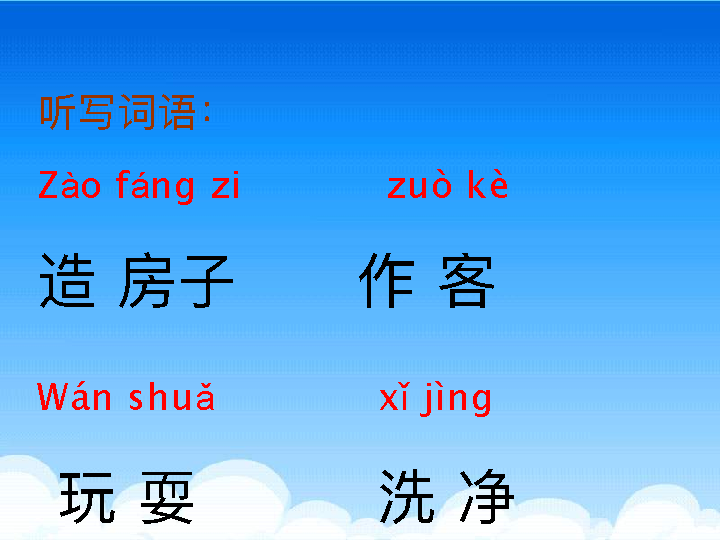 听写词语：
Zào fáng zi zuò kè
造 房子 作 客
Wán shuǎ xǐ jìng
玩 耍 洗 净